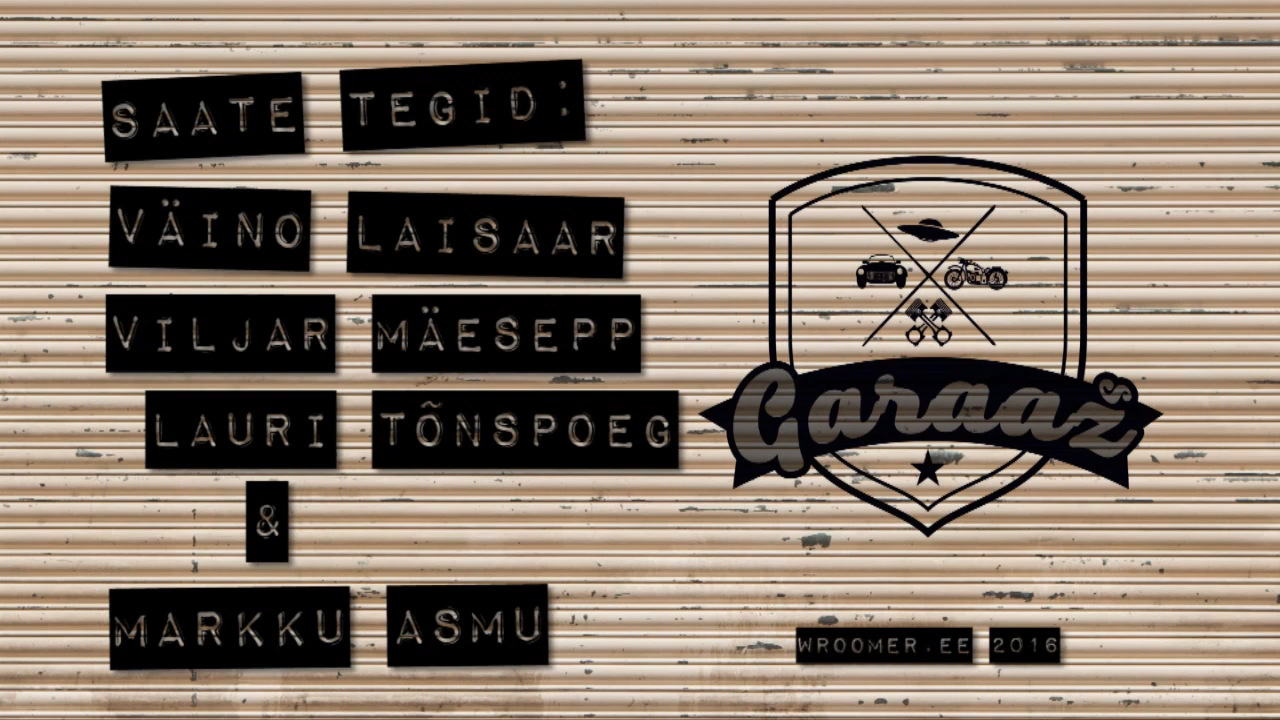 SAATE TEGID:
VÄINO LAISAAR
VILJAR MÄESEPP
LAURI TÕNSPOEG
&
MARKKU ASMU
Garaaž
WROOMER.EE 2016